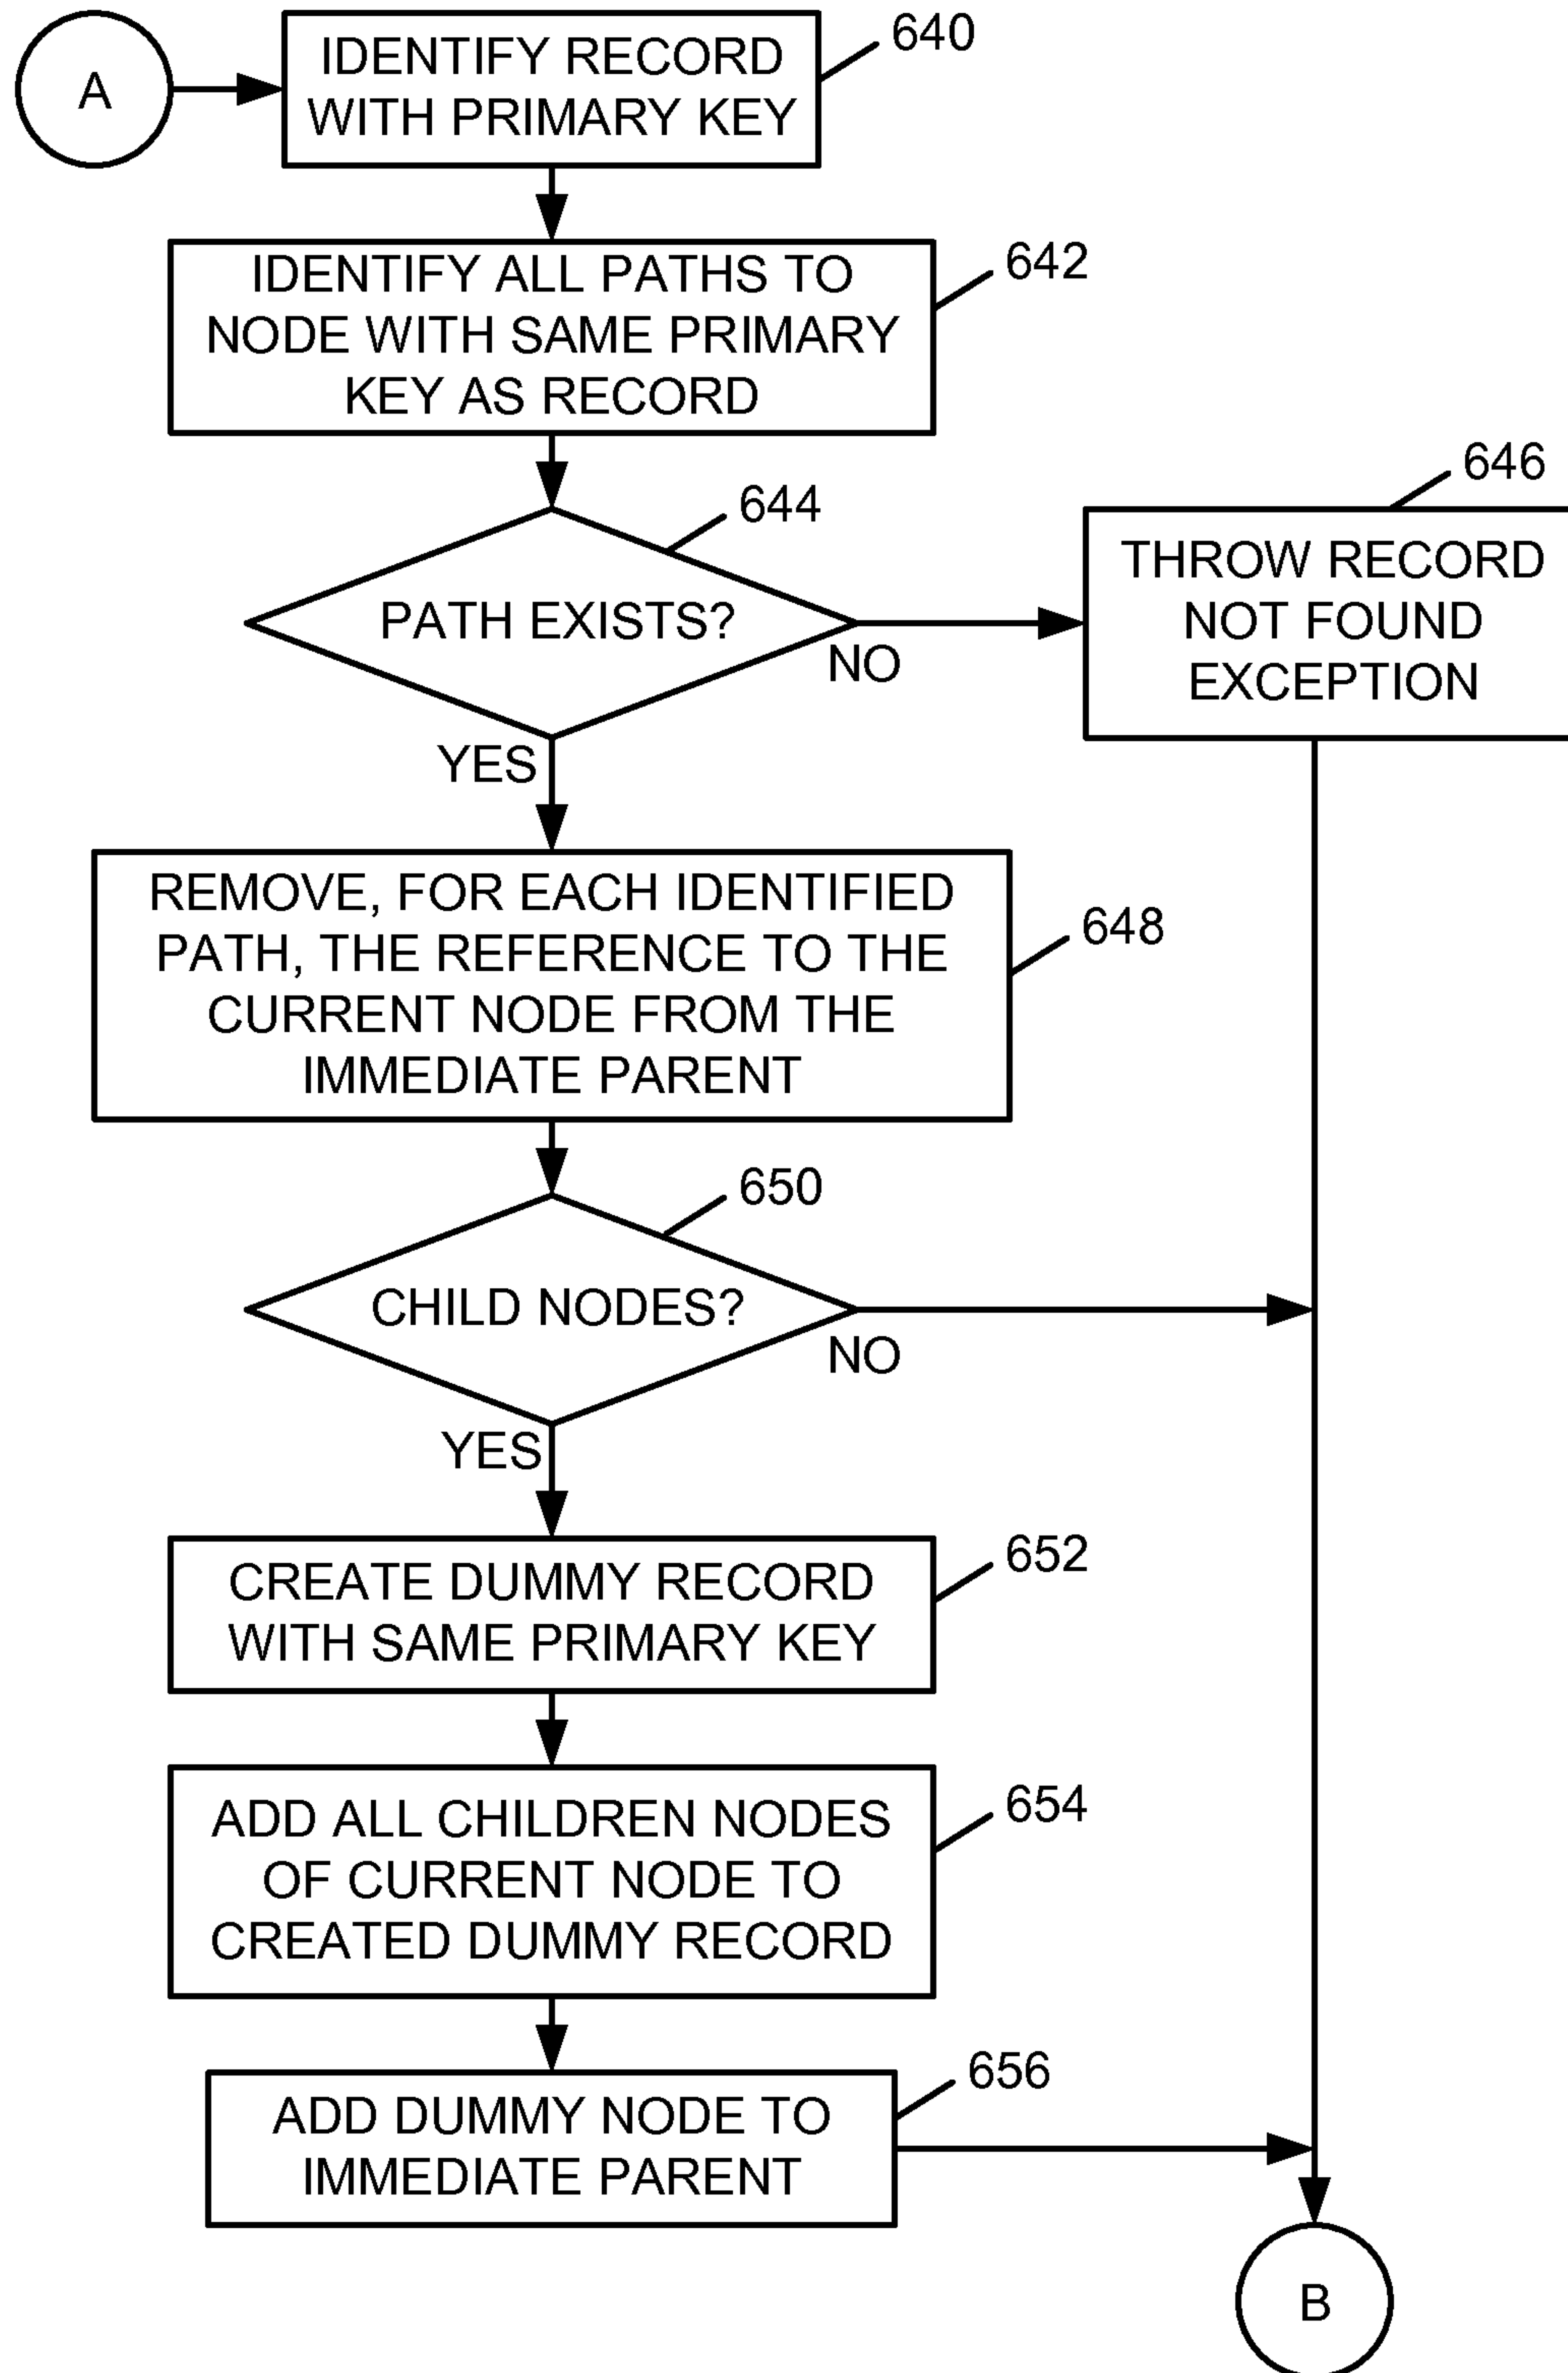 A
IDENTIFY RECORD
WITH PRIMARY KEY
640
IDENTIFY ALL PATHS TO
NODE WITH SAME PRIMARY
KEY AS RECORD
642
644
PATH EXISTS?
NO
YES
646
THROW RECORD
NOT FOUND
EXCEPTION
REMOVE, FOR EACH IDENTIFIED
PATH, THE REFERENCE TO THE
CURRENT NODE FROM THE
IMMEDIATE PARENT
648
650
CHILD NODES?
NO
YES
CREATE DUMMY RECORD
WITH SAME PRIMARY KEY
652
ADD ALL CHILDREN NODES
OF CURRENT NODE TO
CREATED DUMMY RECORD
654
ADD DUMMY NODE TO
IMMEDIATE PARENT
656
B